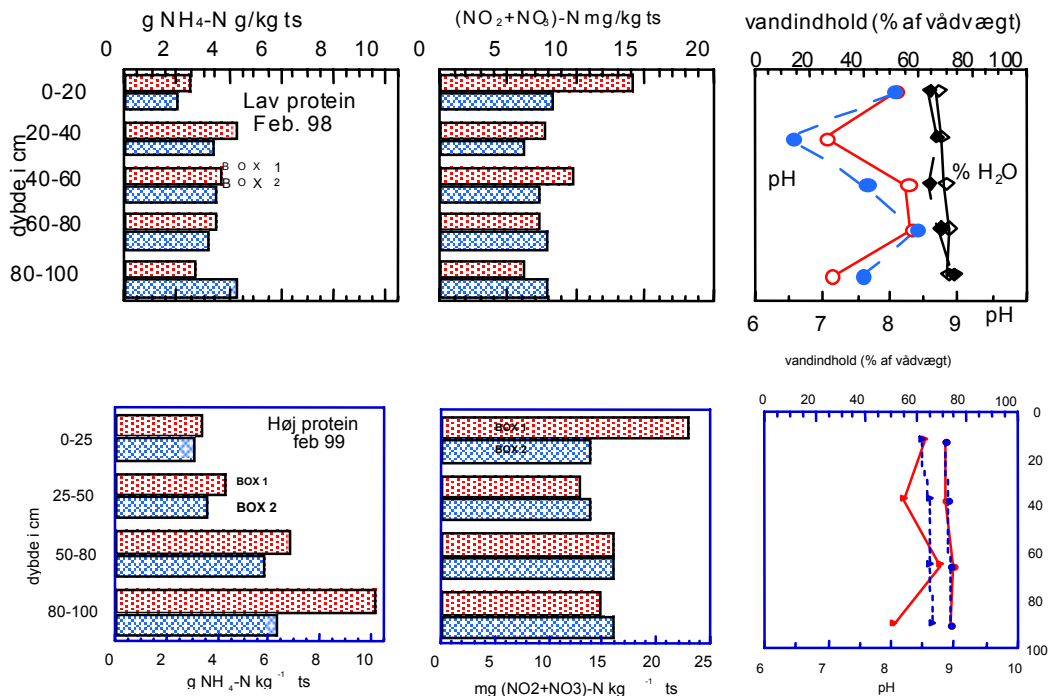 g NH₄-N g/kg ts
0 2 4 6 8 10
(NO₂+NO₃)-N mg/kg ts
0 5 10 15 20
vandindhold (% af vådvægt)
0 20 40 60 80 100
dybde i cm
0-20
20-40
40-60
60-80
80-100
Lav protein
Feb. 98
BOX 1
BOX 2
pH
% H₂O
6 7 8 9
pH
vandindhold (% af vådvægt)
0 20 40 60 80 100
dybde i cm
0-25
25-50
50-80
80-100
Høj protein
feb 99
BOX 1
BOX 2
0 2 4 6 8 10
g NH₄-N kg⁻¹ ts
BOX 1
BOX 2
0 5 10 15 20 25
mg (NO2+NO3)-N kg⁻¹ ts
0
20
40
60
80
100
6 7 8 9 10
pH